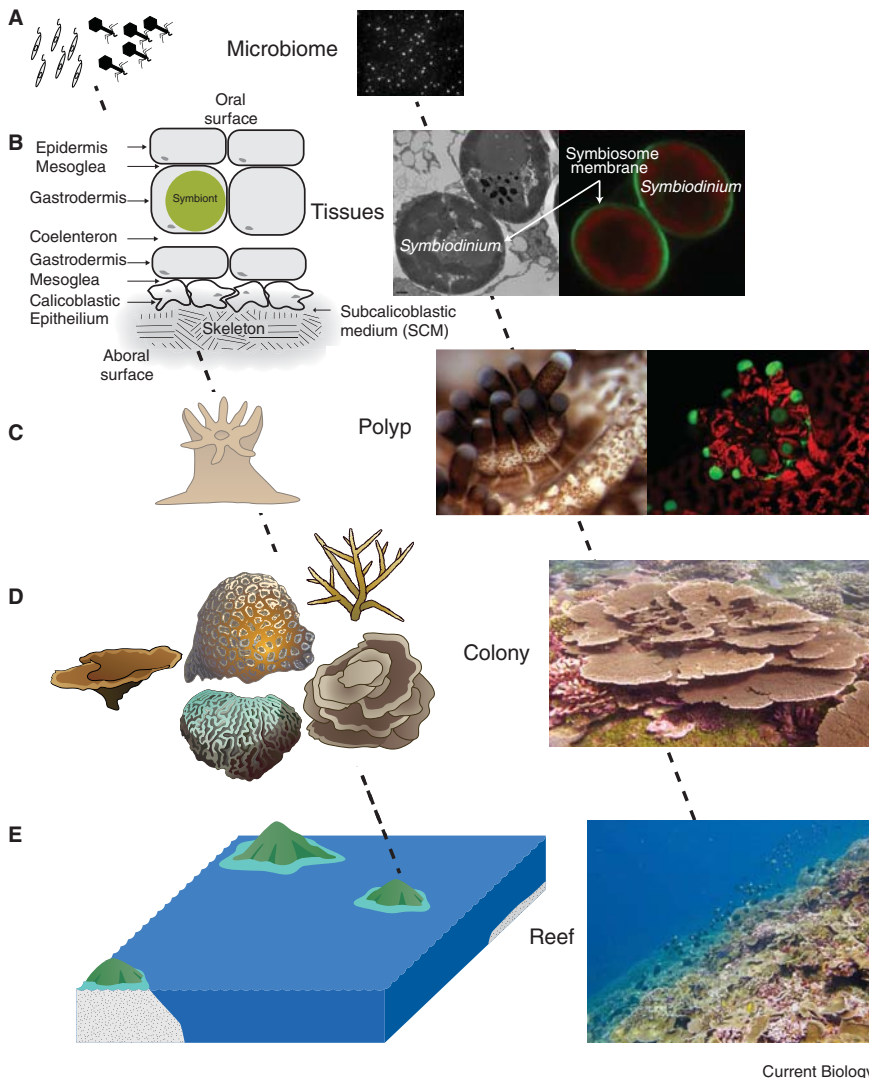 A
Microbiome
B
Oral
surface
Epidermis
Mesoglea
Gastrodermis
Symbiont
Coelenteron
Gastrodermis
Mesoglea
Calicoblastic
Epitheilium
Skeleton
Aboral
surface
Subcalicoblastic
medium (SCM)
Tissues
Symbiosome
membrane
Symbiodinium
Symbiodinium
C
Polyp
D
Colony
E
Reef
Current Biology